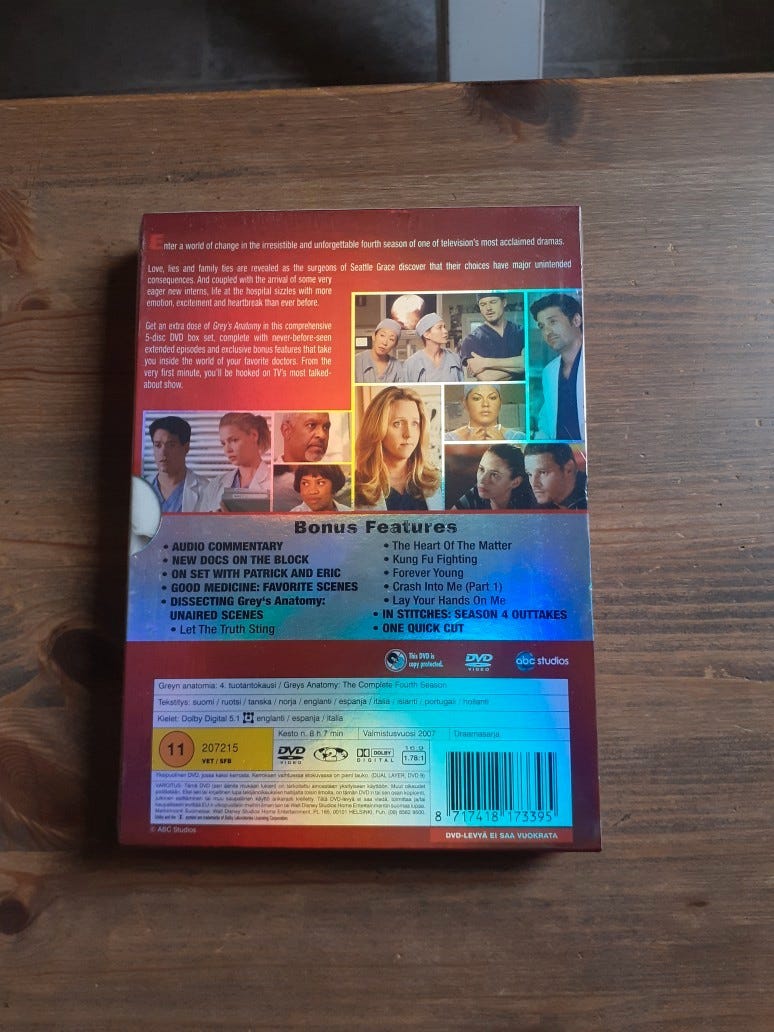 Enter a world of change in the irresistible and unforgettable fourth season of one of television's most acclaimed dramas.
Love, lies and family ties are revealed as the surgeons of Seattle Grace discover that their choices have major unintended
consequences. And coupled with the arrival of some very
eager new interns, life at the hospital sizzles with more
emotion, excitement and heartbreak than ever before.
Get an extra dose of Grey's Anatomy in this comprehensive
5-disc DVD box set, complete with never-before-seen
extended episodes and exclusive bonus features that take
you inside the world of your favorite doctors. From the
very first minute, you'll be hooked on TV's most talked-
about show.
Bonus Features
• AUDIO COMMENTARY
• NEW DOCS ON THE BLOCK
• ON SET WITH PATRICK AND ERIC
• GOOD MEDICINE: FAVORITE SCENES
• DISSECTING Grey's Anatomy:
UNAIRED SCENES
• Let The Truth Sting
• The Heart Of The Matter
• Kung Fu Fighting
• Forever Young
• Crash Into Me (Part 1)
• Lay Your Hands On Me
• IN STITCHES: SEASON 4 OUTTAKES
• ONE QUICK CUT
This DVD is
copy protected.
DVD
VIDEO
abc studios
Greyn anatomia: 4. tuotantokausi / Greys Anatomy: The Complete Fourth Season
Tekstitys: suomi / ruotsi / tanska / norja / englanti / espanja / italia / islanti / portugali / hollanti
Kielet: Dolby Digital 5.1 englanti / espanja / italia
11
207215
VET / SFB
Kesto n. 8 h 7 min
Valmistusvuosi 2007
Draamasarja
DVD
VIDEO
DOLBY
DIGITAL
16:9
1.78:1
8 717418 173395
DVD-LEVYÄ EI SAA VUOKRATA
© ABC Studios